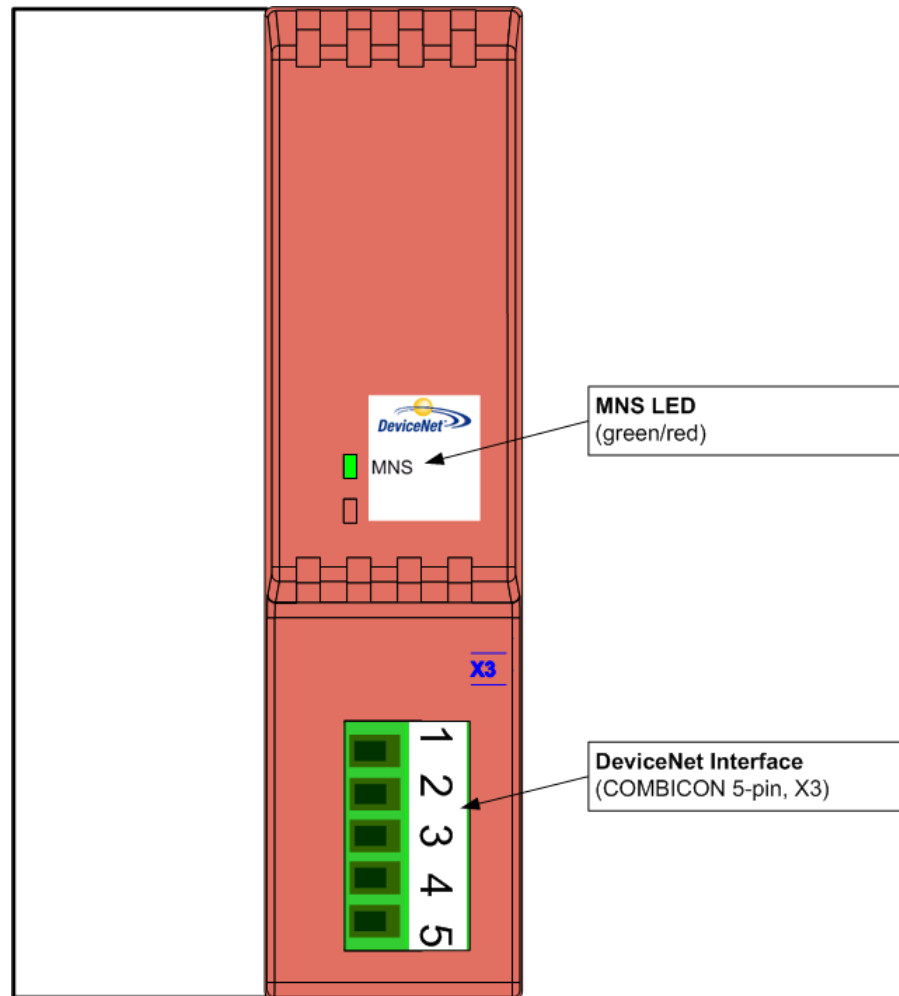 MNS LED
(green/red)
DeviceNet
MNS
X3
DeviceNet Interface
(COMBICON 5-pin, X3)
1
2
3
4
5